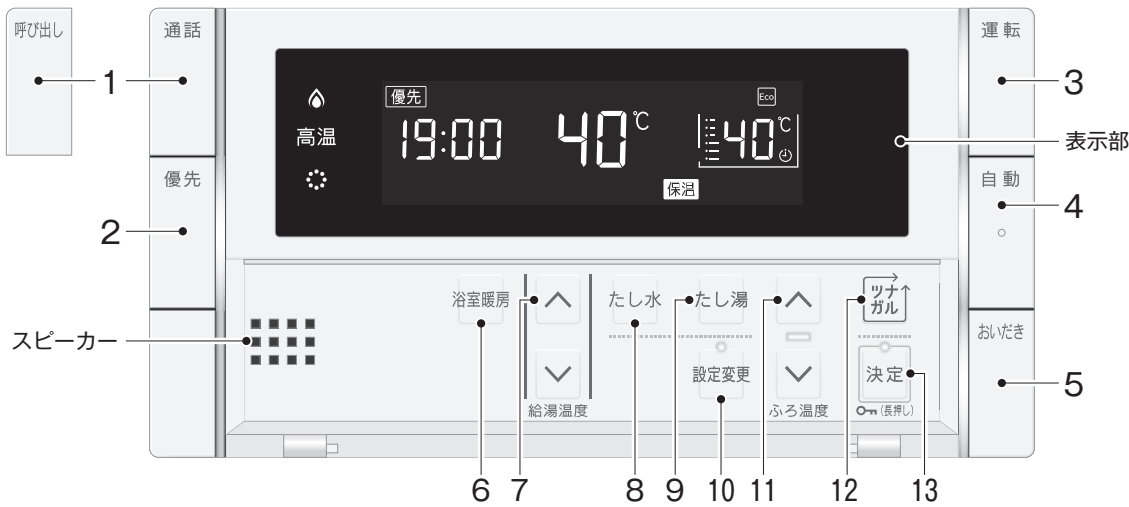 呼び出し
通話
運転
1
3
優先
Eco
高温
19:00
40℃
40℃
表示部
保温
優先
自動
2
4
浴室暖房
たし水
たし湯
ツナ
ガル
スピーカー
おいだき
設定変更
決定
5
給湯温度
ふろ温度
(長押し)
6 7 8 9 10 11 12 13